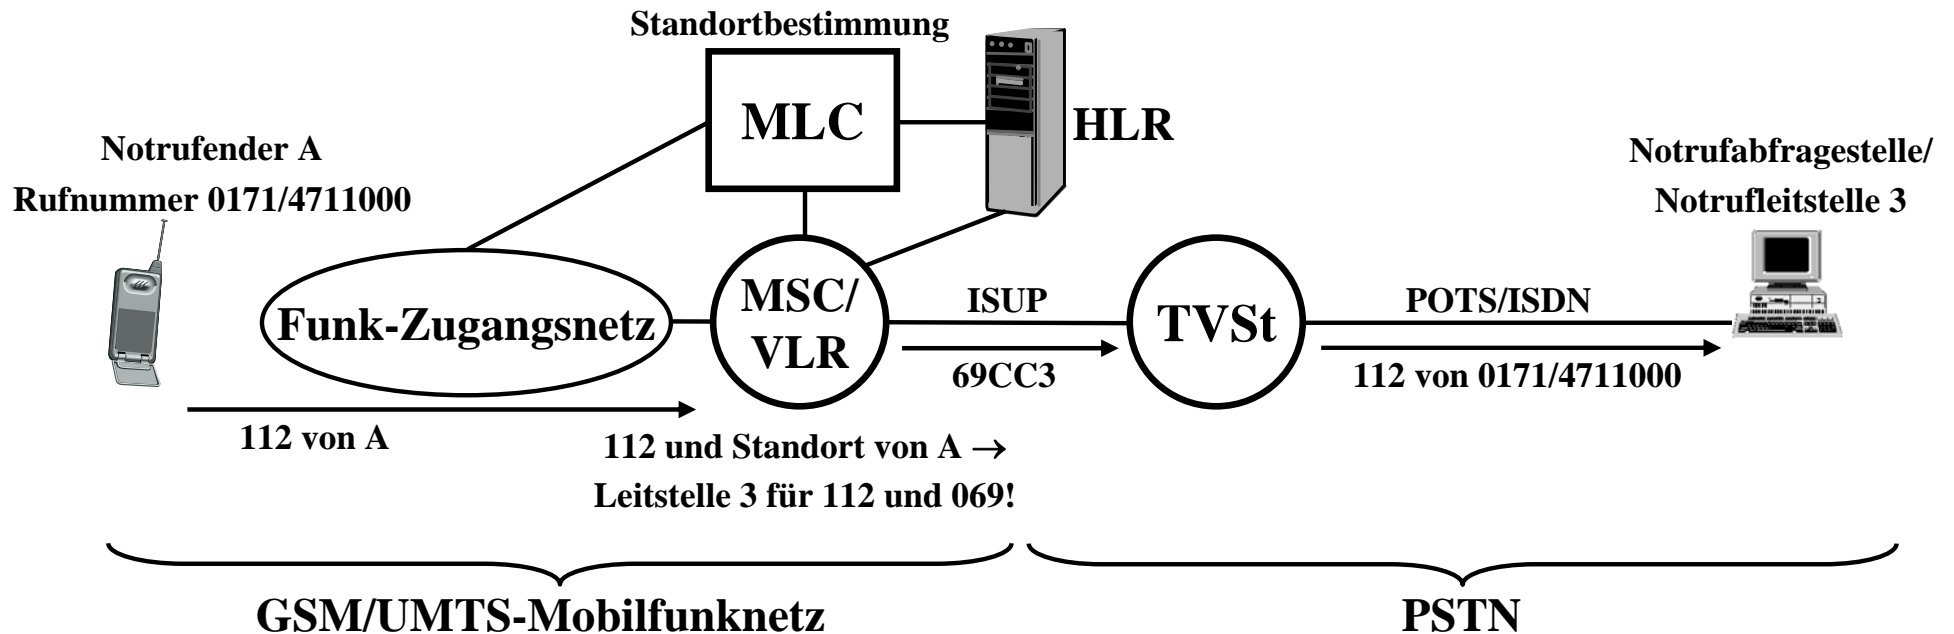 Standortbestimmung
MLC
HLR
Notrufender A
Rufnummer 0171/4711000
Notrufabfragestelle/
Notrufleitstelle 3
Funk-Zugangsnetz
MSC/
VLR
ISUP
69CC3
TVSt
POTS/ISDN
112 von 0171/4711000
112 von A
112 und Standort von A →
Leitstelle 3 für 112 und 069!
GSM/UMTS-Mobilfunknetz
PSTN